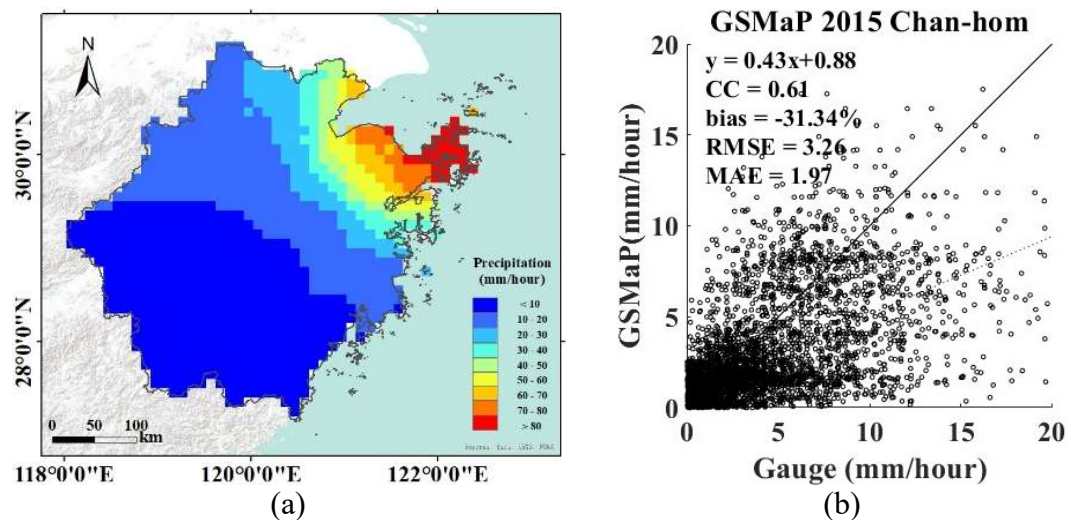 N
30°0'0"N
28°0'0"N
Precipitation
(mm/hour)
< 10
10 - 20
20 - 30
30 - 40
40 - 50
50 - 60
60 - 70
70 - 80
> 80
0 50 100
km
118°0'0"E
120°0'0"E
122°0'0"E
(a)
GSMaP 2015 Chan-hom
y = 0.43x+0.88
CC = 0.61
bias = -31.34%
RMSE = 3.26
MAE = 1.97
GSMaP(mm/hour)
20
15
10
5
0
0 5 10 15 20
Gauge (mm/hour)
(b)